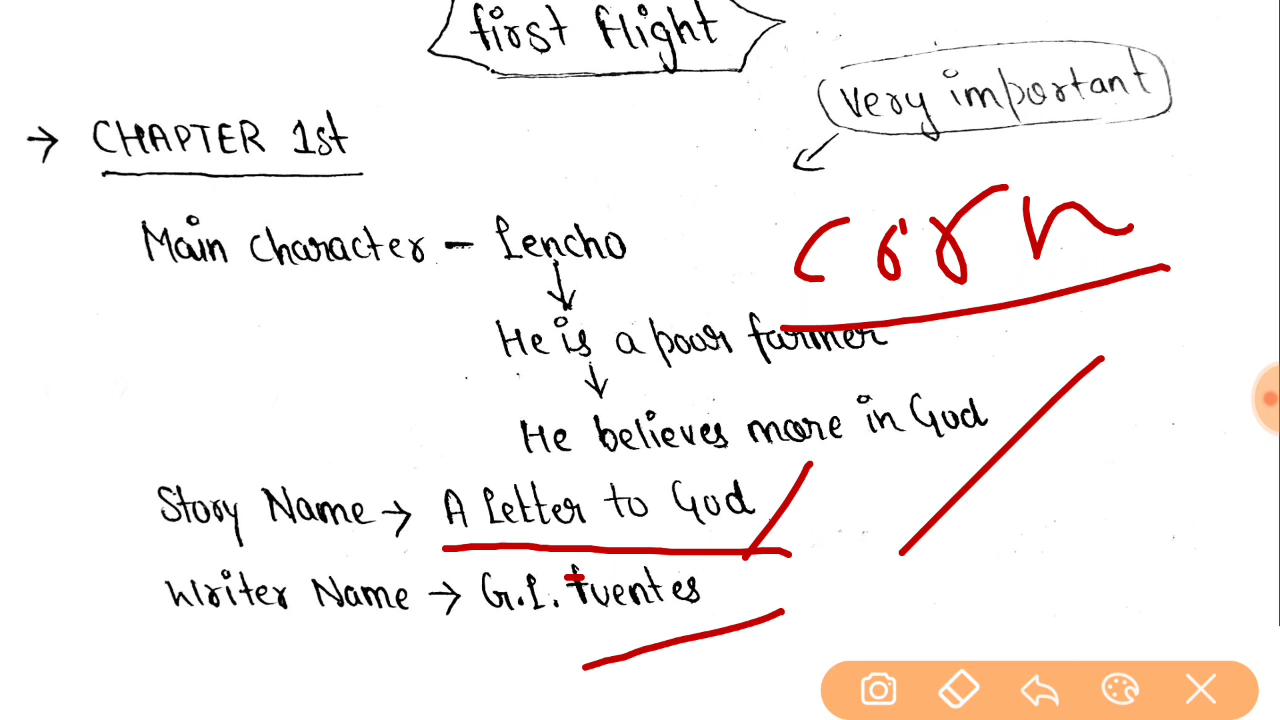 first flight
very important
→ CHAPTER 1st
corn
Main character - Lencho
He is a poor farmer
He believes more in God
Story Name → A Letter to God
Writer Name → G.L. fuentes